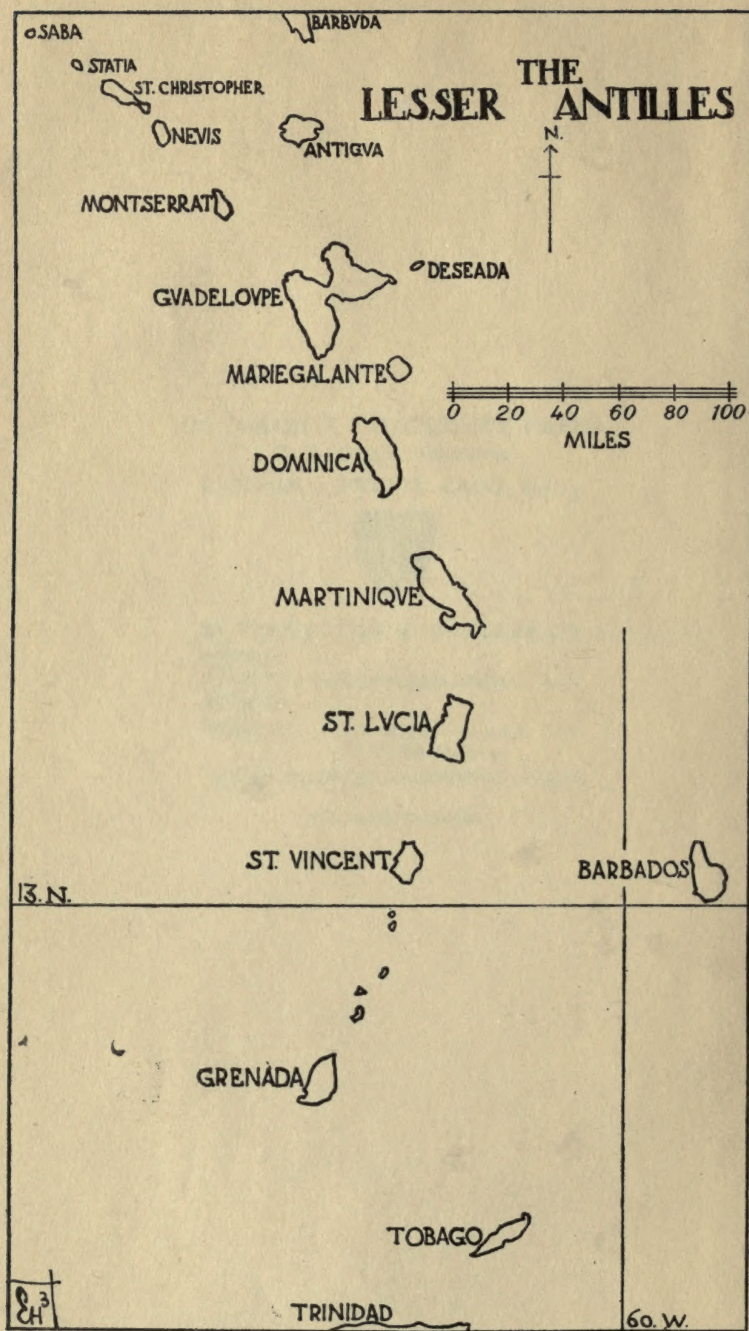 SABA
BARBVDA
STATIA
ST. CHRISTOPHER
THE
LESSER ANTILLES
NEVIS
ANTIGVA
N.
MONTSERRAT
DESEADA
GVADELOVPE
MARIEGALANTE
0 20 40 60 80 100
MILES
DOMINICA
MARTINIQVE
ST. LVCIA
ST. VINCENT
BARBADOS
13. N.
GRENADA
TOBAGO
TRINIDAD
60. W.